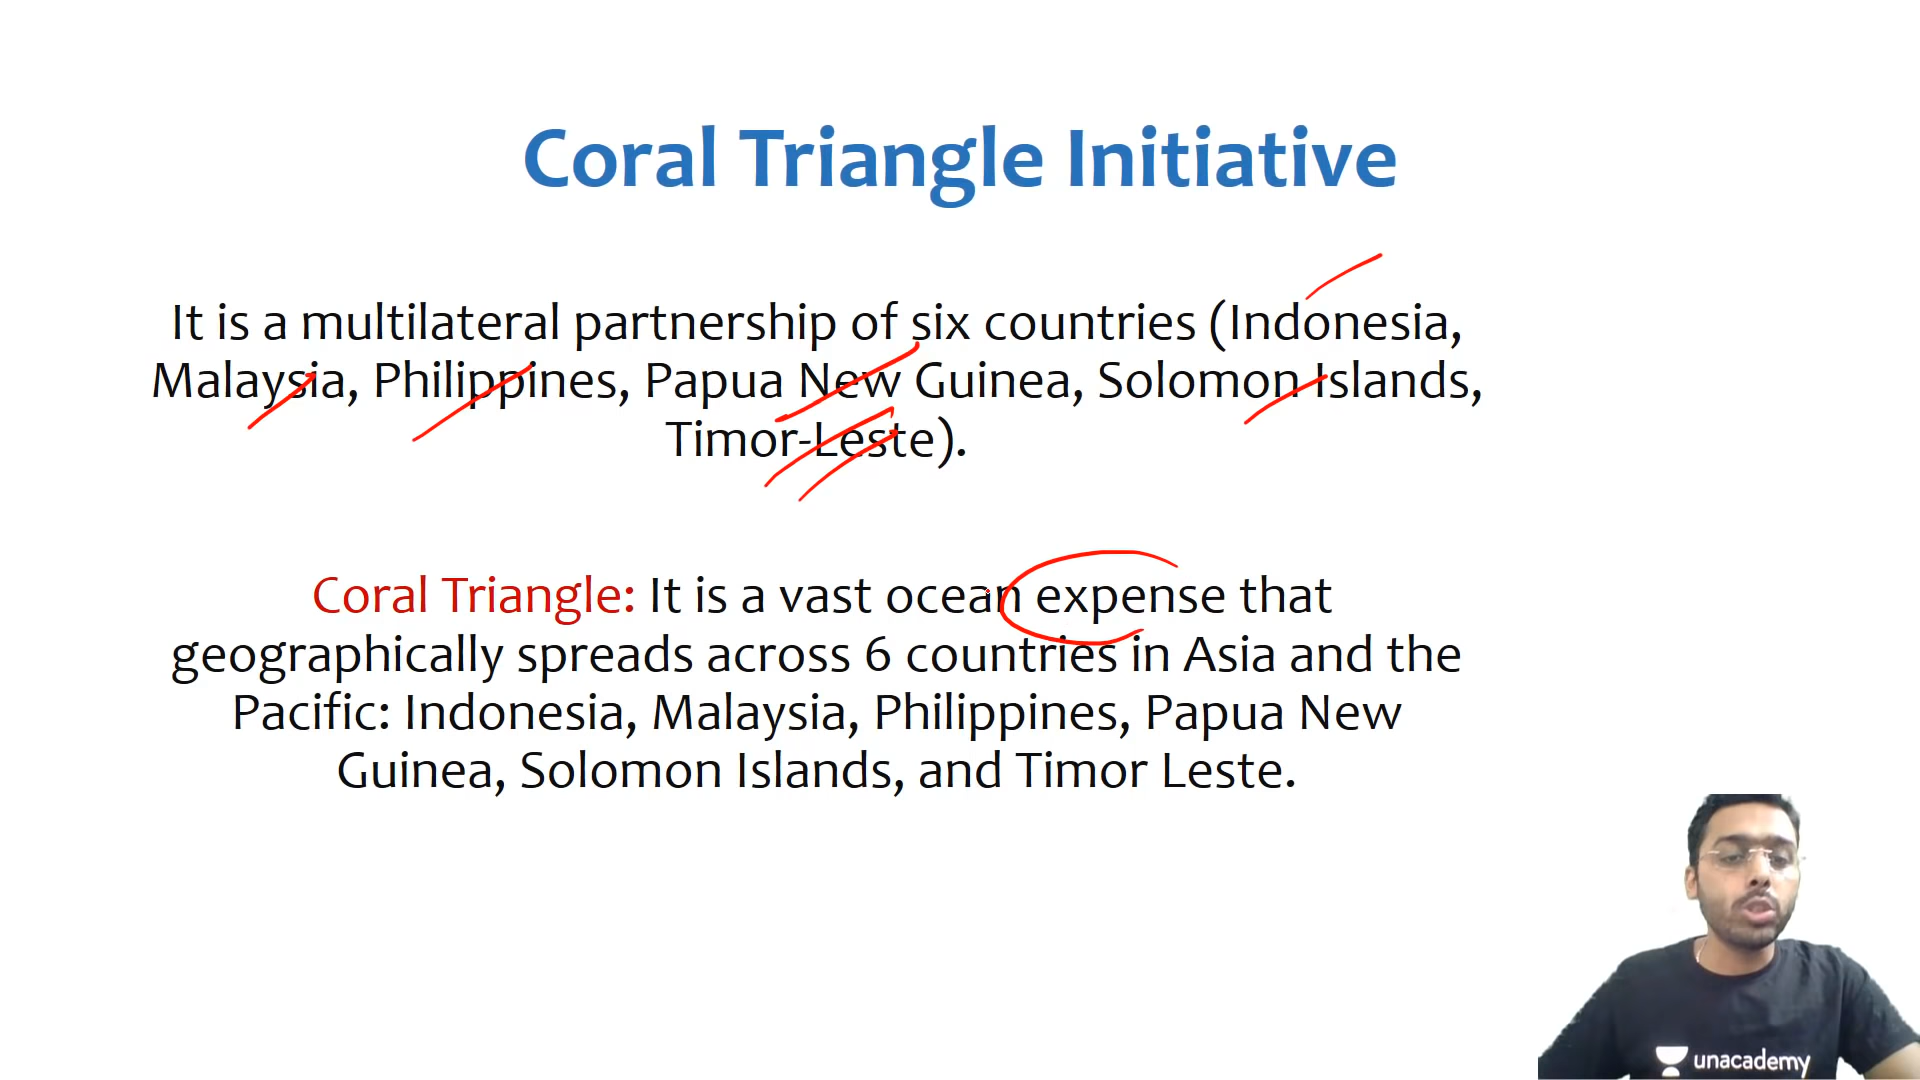 Coral Triangle Initiative
It is a multilateral partnership of six countries (Indonesia,
Malaysia, Philippines, Papua New Guinea, Solomon Islands,
Timor-Leste).
Coral Triangle: It is a vast ocean expense that
geographically spreads across 6 countries in Asia and the
Pacific: Indonesia, Malaysia, Philippines, Papua New
Guinea, Solomon Islands, and Timor Leste.
unacademy